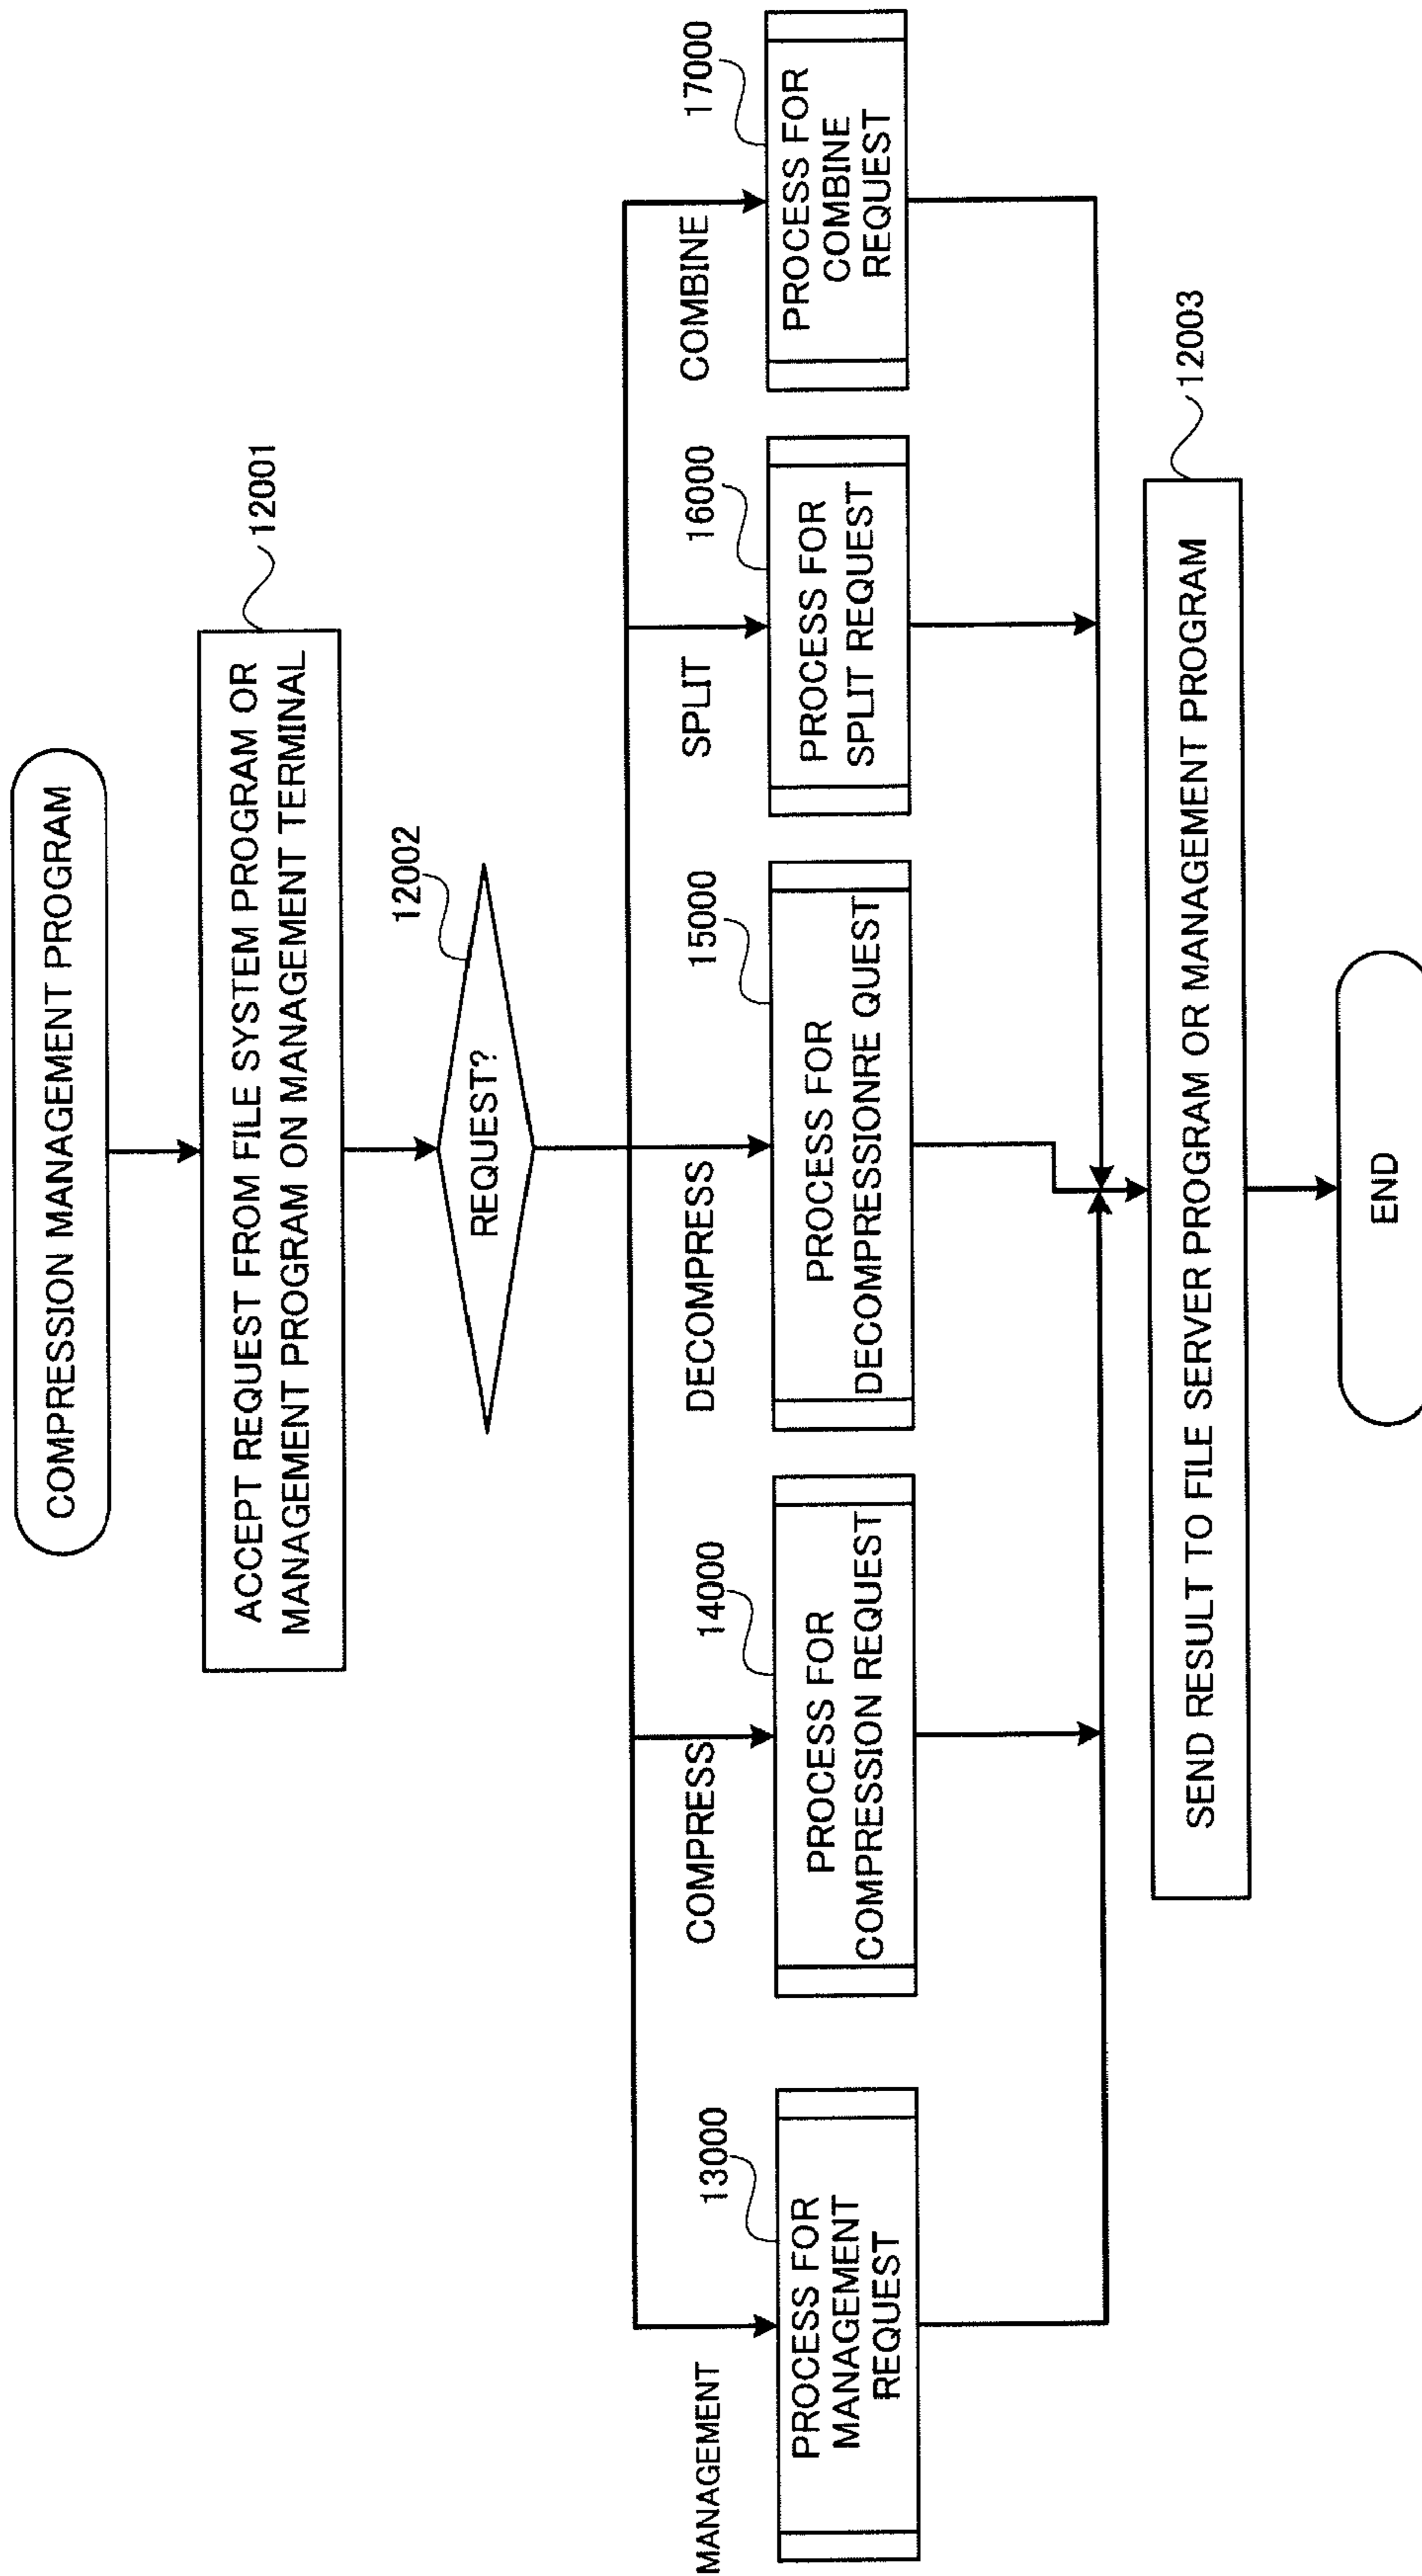 COMPRESSION MANAGEMENT PROGRAM
12001
ACCEPT REQUEST FROM FILE SYSTEM PROGRAM OR
MANAGEMENT PROGRAM ON MANAGEMENT TERMINAL
12002
REQUEST?
MANAGEMENT
COMPRESS
DECOMPRESS
SPLIT
COMBINE
13000
PROCESS FOR
MANAGEMENT
REQUEST
14000
PROCESS FOR
COMPRESSION REQUEST
15000
PROCESS FOR
DECOMPRESSIONRE QUEST
16000
PROCESS FOR
SPLIT REQUEST
17000
PROCESS FOR
COMBINE
REQUEST
12003
SEND RESULT TO FILE SERVER PROGRAM OR MANAGEMENT PROGRAM
END